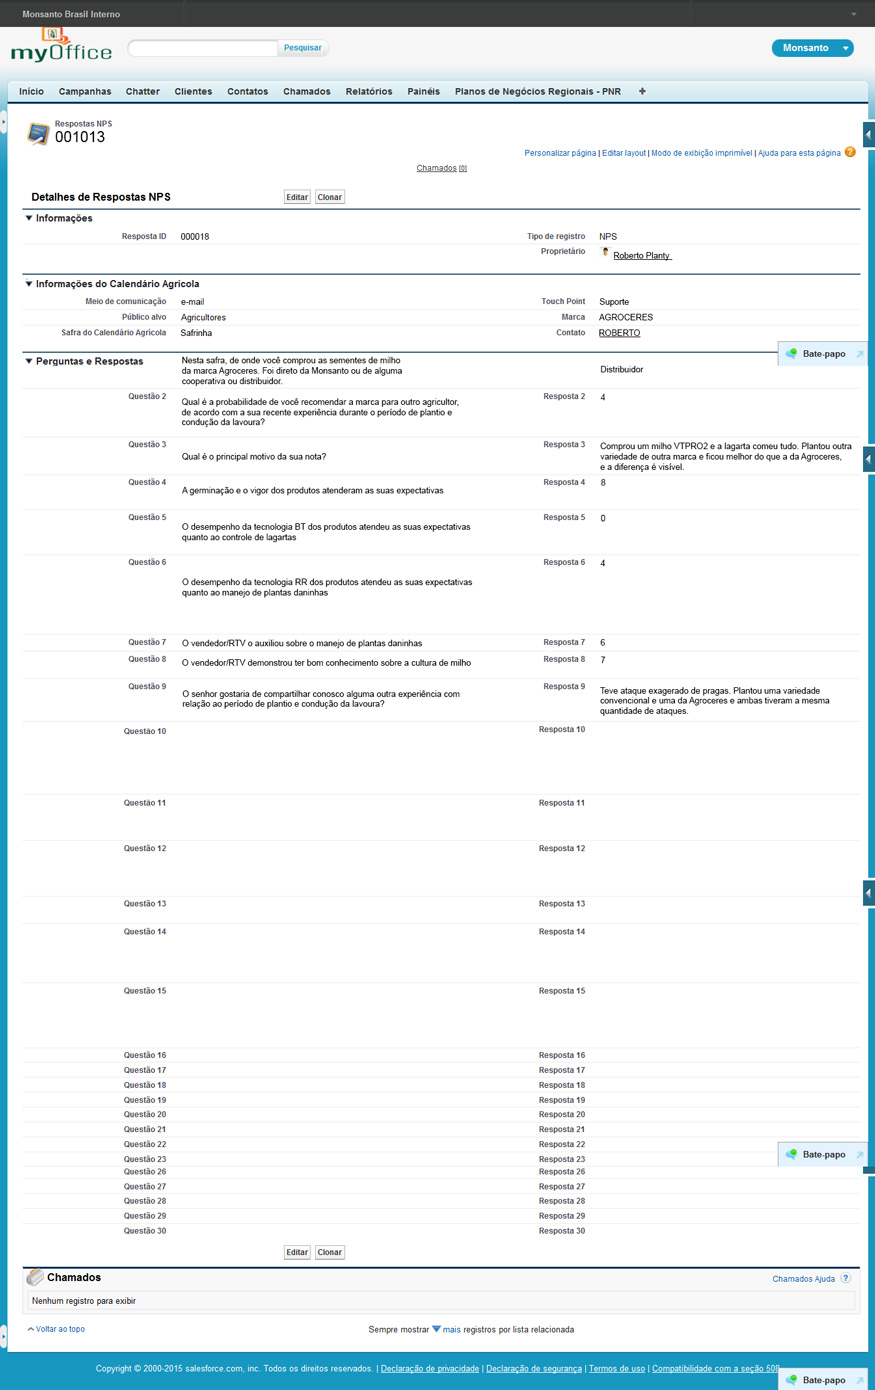 Monsanto Brasil Interno
myOffice
Pesquisar
Monsanto
Início Campanhas Chatter Clientes Contatos Chamados Relatórios Painéis Planos de Negócios Regionais - PNR +
Respostas NPS
001013
Personalizar página | Editar layout | Modo de exibição imprimível | Ajuda para esta página ?
Chamados [0]
Detalhes de Respostas NPS Editar Clonar
Informações
Resposta ID 000018 Tipo de registro NPS
Proprietário Roberto Planty
Informações do Calendário Agrícola
Meio de comunicação e-mail Touch Point Suporte
Público alvo Agricultores Marca AGROCERES
Safra do Calendário Agrícola Safrinha Contato ROBERTO
Bate-papo
Perguntas e Respostas
Nesta safra, de onde você comprou as sementes de milho
da marca Agroceres. Foi direto da Monsanto ou de alguma
cooperativa ou distribuidor.
Distribuidor
Questão 2
Qual é a probabilidade de você recomendar a marca para outro agricultor,
de acordo com a sua recente experiência durante o período de plantio e
condução da lavoura?
Resposta 2 4
Questão 3
Qual é o principal motivo da sua nota?
Resposta 3
Comprou um milho VTPRO2 e a lagarta comeu tudo. Plantou outra
variedade de outra marca e ficou melhor do que a da Agroceres,
e a diferença é visível.
Questão 4
A germinação e o vigor dos produtos atenderam as suas expectativas
Resposta 4 8
Questão 5
O desempenho da tecnologia BT dos produtos atendeu as suas expectativas
quanto ao controle de lagartas
Resposta 5 0
Questão 6
O desempenho da tecnologia RR dos produtos atendeu as suas expectativas
quanto ao manejo de plantas daninhas
Resposta 6 4
Questão 7 O vendedor/RTV o auxiliou sobre o manejo de plantas daninhas Resposta 7 6
Questão 8 O vendedor/RTV demonstrou ter bom conhecimento sobre a cultura de milho Resposta 8 7
Questão 9
O senhor gostaria de compartilhar conosco alguma outra experiência com
relação ao período de plantio e condução da lavoura?
Resposta 9
Teve ataque exagerado de pragas. Plantou uma variedade
convencional e uma da Agroceres e ambas tiveram a mesma
quantidade de ataques.
Questão 10 Resposta 10
Questão 11 Resposta 11
Questão 12 Resposta 12
Questão 13 Resposta 13
Questão 14 Resposta 14
Questão 15 Resposta 15
Questão 16 Resposta 16
Questão 17 Resposta 17
Questão 18 Resposta 18
Questão 19 Resposta 19
Questão 20 Resposta 20
Questão 21 Resposta 21
Questão 22 Resposta 22
Questão 23 Resposta 23
Bate-papo
Questão 26 Resposta 26
Questão 27 Resposta 27
Questão 28 Resposta 28
Questão 29 Resposta 29
Questão 30 Resposta 30
Editar Clonar
Chamados Chamados Ajuda ?
Nenhum registro para exibir
Voltar ao topo Sempre mostrar mais registros por lista relacionada
Copyright © 2000-2015 salesforce.com, inc. Todos os direitos reservados. | Declaração de privacidade | Declaração de segurança | Termos de uso | Compatibilidade com a seção 508
Bate-papo